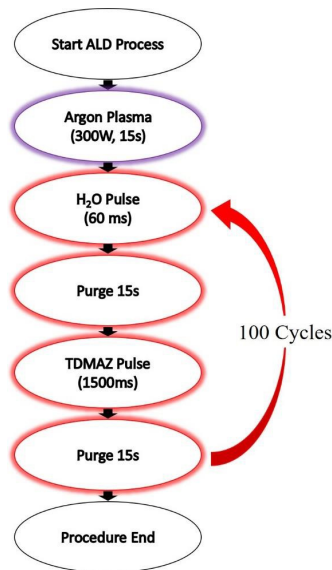 Start ALD Process
Argon Plasma
(300W, 15s)
H₂O Pulse
(60 ms)
Purge 15s
TDMAZ Pulse
(1500ms)
Purge 15s
Procedure End
100 Cycles